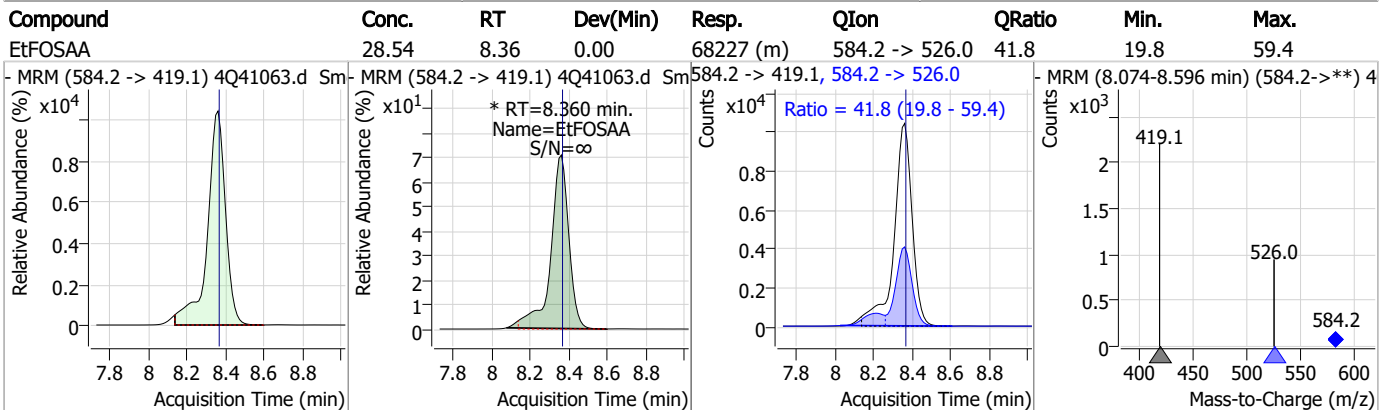 Compound Conc. RT Dev(Min) Resp. QIon QRatio Min. Max.
EtFOSAA 28.54 8.36 0.00 68227 (m) 584.2 -> 526.0 41.8 19.8 59.4
- MRM (584.2 -> 419.1) 4Q41063.d Sm
x10⁴
Relative Abundance (%)
0.8
0.6
0.4
0.2
0
7.8 8 8.2 8.4 8.6 8.8
Acquisition Time (min)
- MRM (584.2 -> 419.1) 4Q41063.d Sm
x10¹
* RT=8.360 min.
Name=EtFOSAA
S/N=∞
Relative Abundance (%)
7
6
5
4
3
2
1
0
7.8 8 8.2 8.4 8.6 8.8
Acquisition Time (min)
584.2 -> 419.1, 584.2 -> 526.0
x10⁴
Ratio = 41.8 (19.8 - 59.4)
Counts
0.8
0.6
0.4
0.2
0
7.8 8 8.2 8.4 8.6 8.8
Acquisition Time (min)
- MRM (8.074-8.596 min) (584.2->**) 4
x10³
Counts
419.1
526.0
584.2
2
1.5
1
0.5
0
400 450 500 550 600
Mass-to-Charge (m/z)